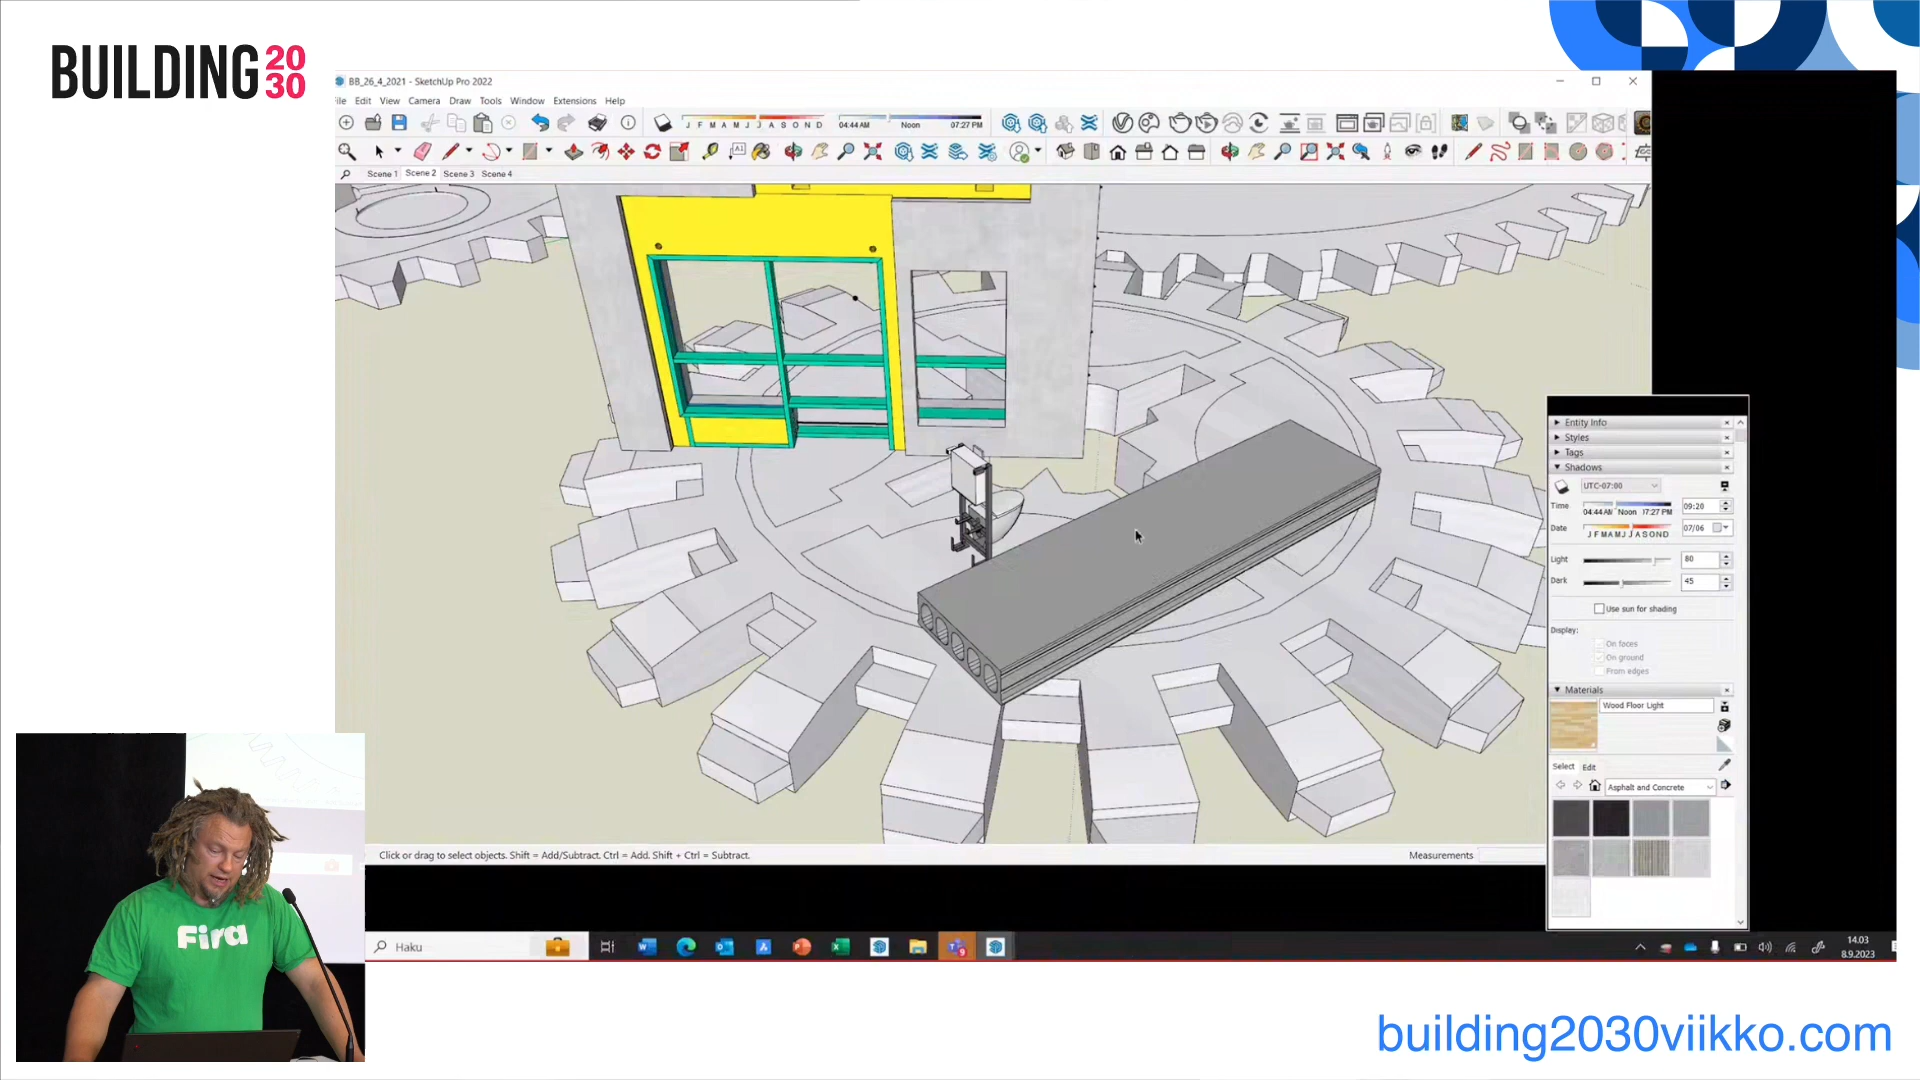 BUILDING 20 30
BB_26_4_2021 - SketchUp Pro 2022
Edit View Camera Draw Tools Window Extensions Help
J F M A M J J A S O N D 04:44 AM Noon 07:27 PM
Scene 1 Scene 2 Scene 3 Scene 4
Entity Info
Styles
Tags
Shadows
UTC-07:00
Time 04:44 AM Noon 07:27 PM 09:20
Date J F M A M J J A S O N D 07/06
Light 80
Dark 45
Use sun for shading
Display:
On faces
On ground
From edges
Materials
Wood Floor Light
Select Edit
Asphalt and Concrete
Click or drag to select objects. Shift = Add/Subtract. Ctrl = Add. Shift + Ctrl = Subtract.
Measurements
Fira
Haku
14.03
8.9.2023
building2030viikko.com